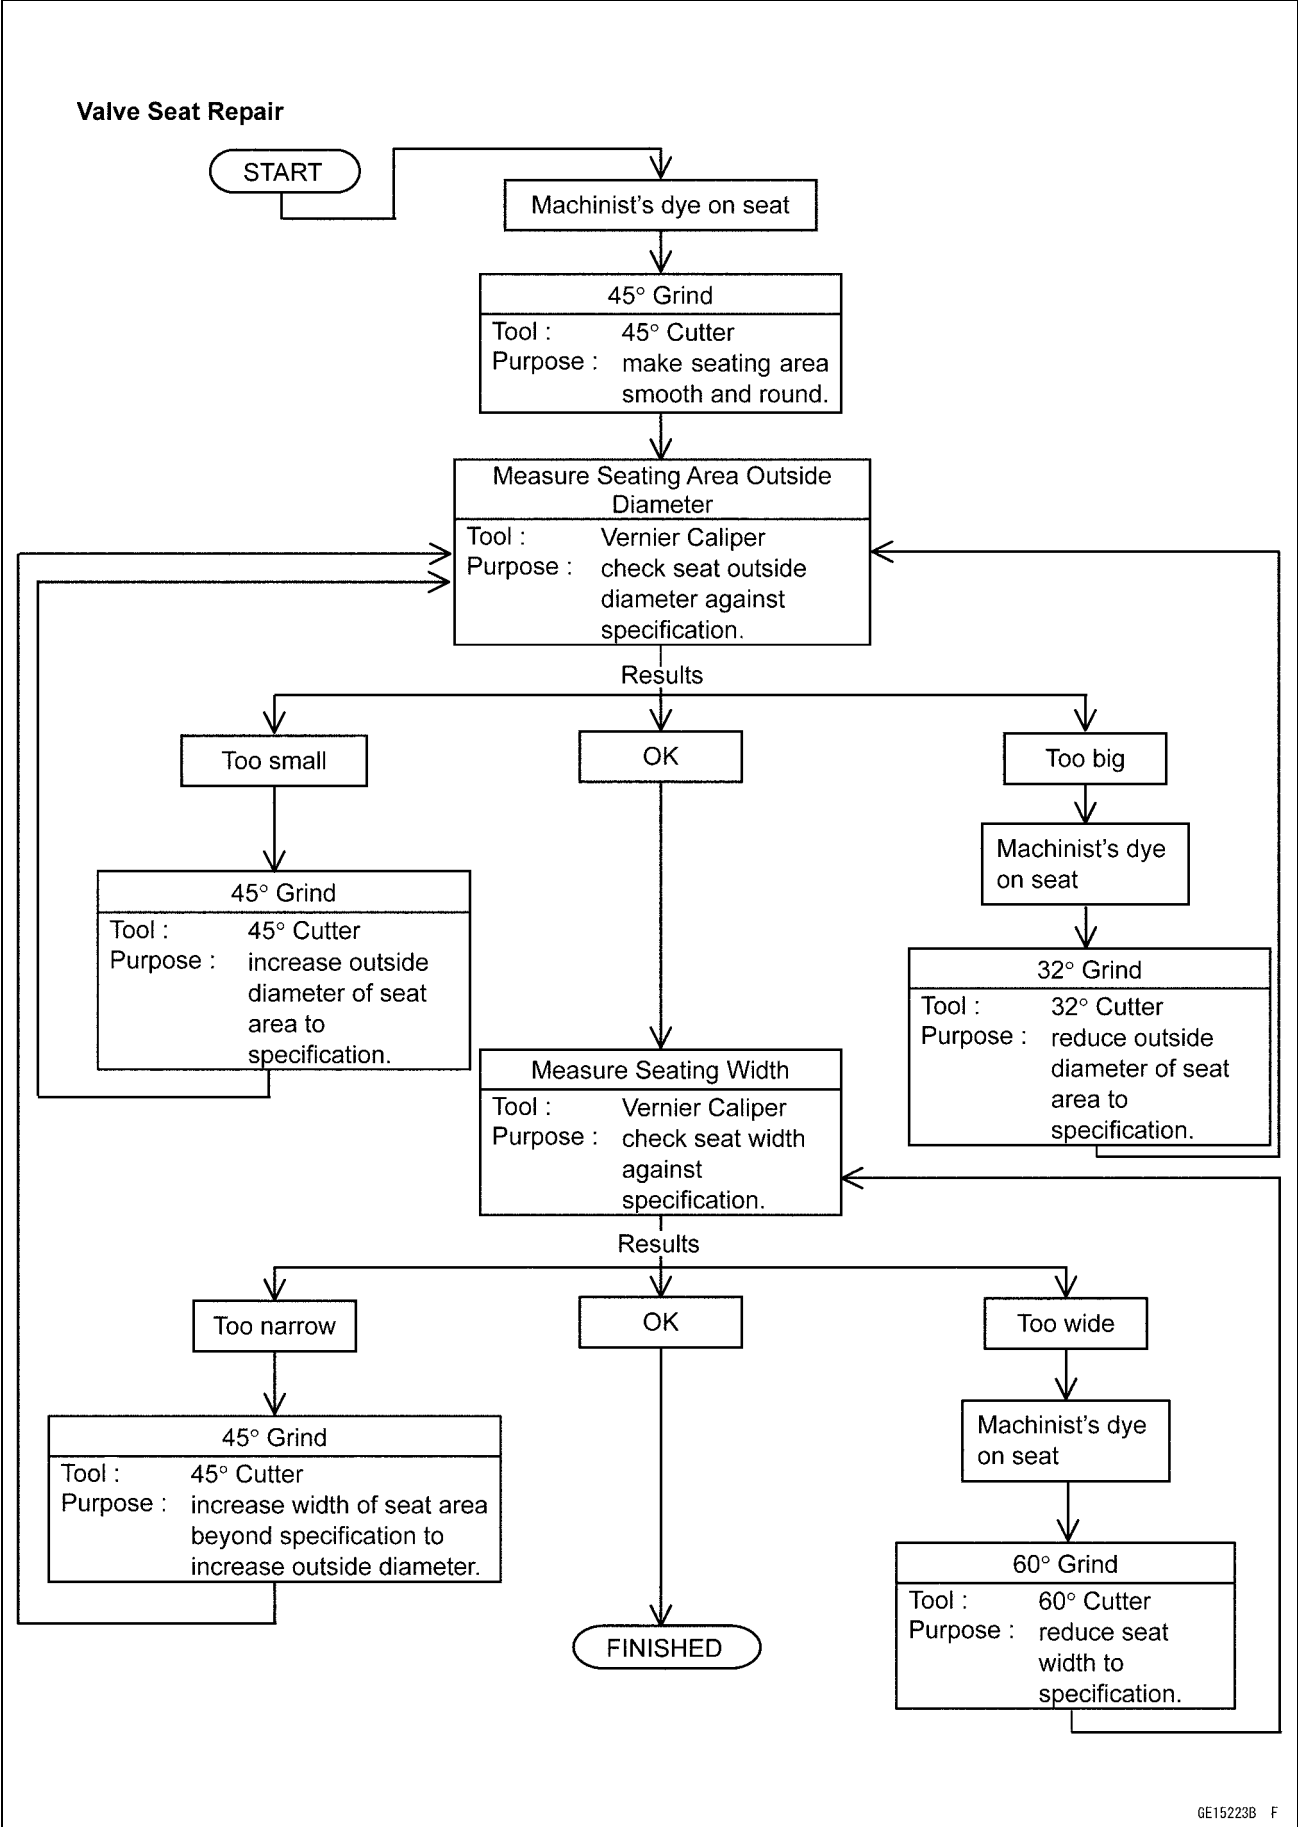 Valve Seat Repair
START
Machinist's dye on seat
45° Grind
Tool : 45° Cutter
Purpose : make seating area
smooth and round.
Measure Seating Area Outside
Diameter
Tool : Vernier Caliper
Purpose : check seat outside
diameter against
specification.
Results
Too small
OK
Too big
Machinist's dye
on seat
45° Grind
Tool : 45° Cutter
Purpose : increase outside
diameter of seat
area to
specification.
32° Grind
Tool : 32° Cutter
Purpose : reduce outside
diameter of seat
area to
specification.
Measure Seating Width
Tool : Vernier Caliper
Purpose : check seat width
against
specification.
Results
Too narrow
OK
Too wide
Machinist's dye
on seat
45° Grind
Tool : 45° Cutter
Purpose : increase width of seat area
beyond specification to
increase outside diameter.
60° Grind
Tool : 60° Cutter
Purpose : reduce seat
width to
specification.
FINISHED
GE15223B F